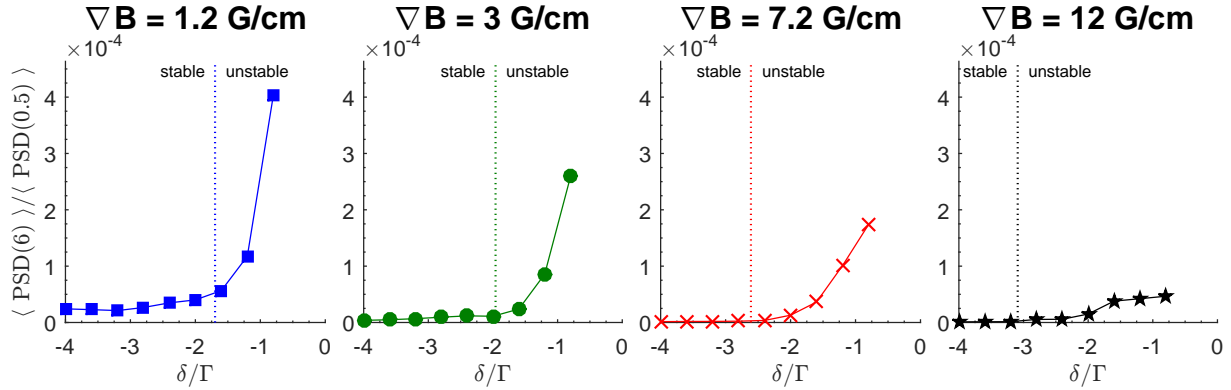 ∇B = 1.2 G/cm
×10⁻⁴
stable
unstable
⟨ PSD(6) ⟩/⟨ PSD(0.5) ⟩
4
3
2
1
0
-4 -3 -2 -1 0
δ/Γ
∇B = 3 G/cm
×10⁻⁴
stable
unstable
4
3
2
1
0
-4 -3 -2 -1 0
δ/Γ
∇B = 7.2 G/cm
×10⁻⁴
stable
unstable
4
3
2
1
0
-4 -3 -2 -1 0
δ/Γ
∇B = 12 G/cm
×10⁻⁴
stable
unstable
4
3
2
1
0
-4 -3 -2 -1 0
δ/Γ